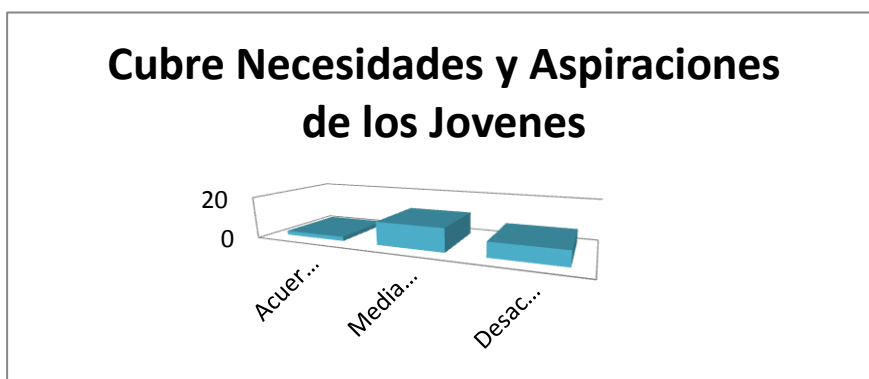 Cubre Necesidades y Aspiraciones
de los Jovenes
20
0
Acuer...
Media...
Desac...